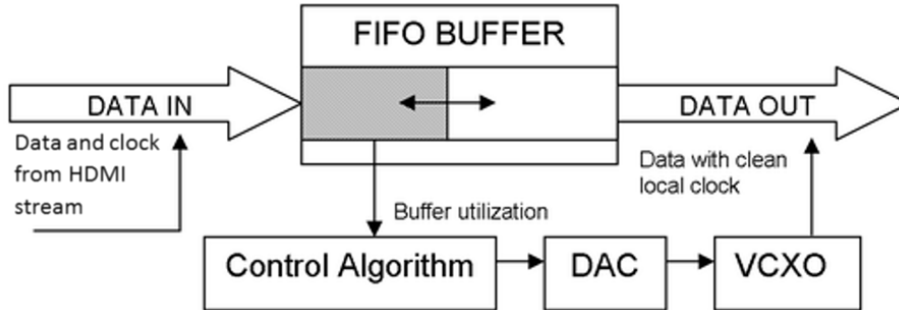 FIFO BUFFER
DATA IN
DATA OUT
Data and clock
from HDMI
stream
Data with clean
local clock
Buffer utilization
Control Algorithm
DAC
VCXO